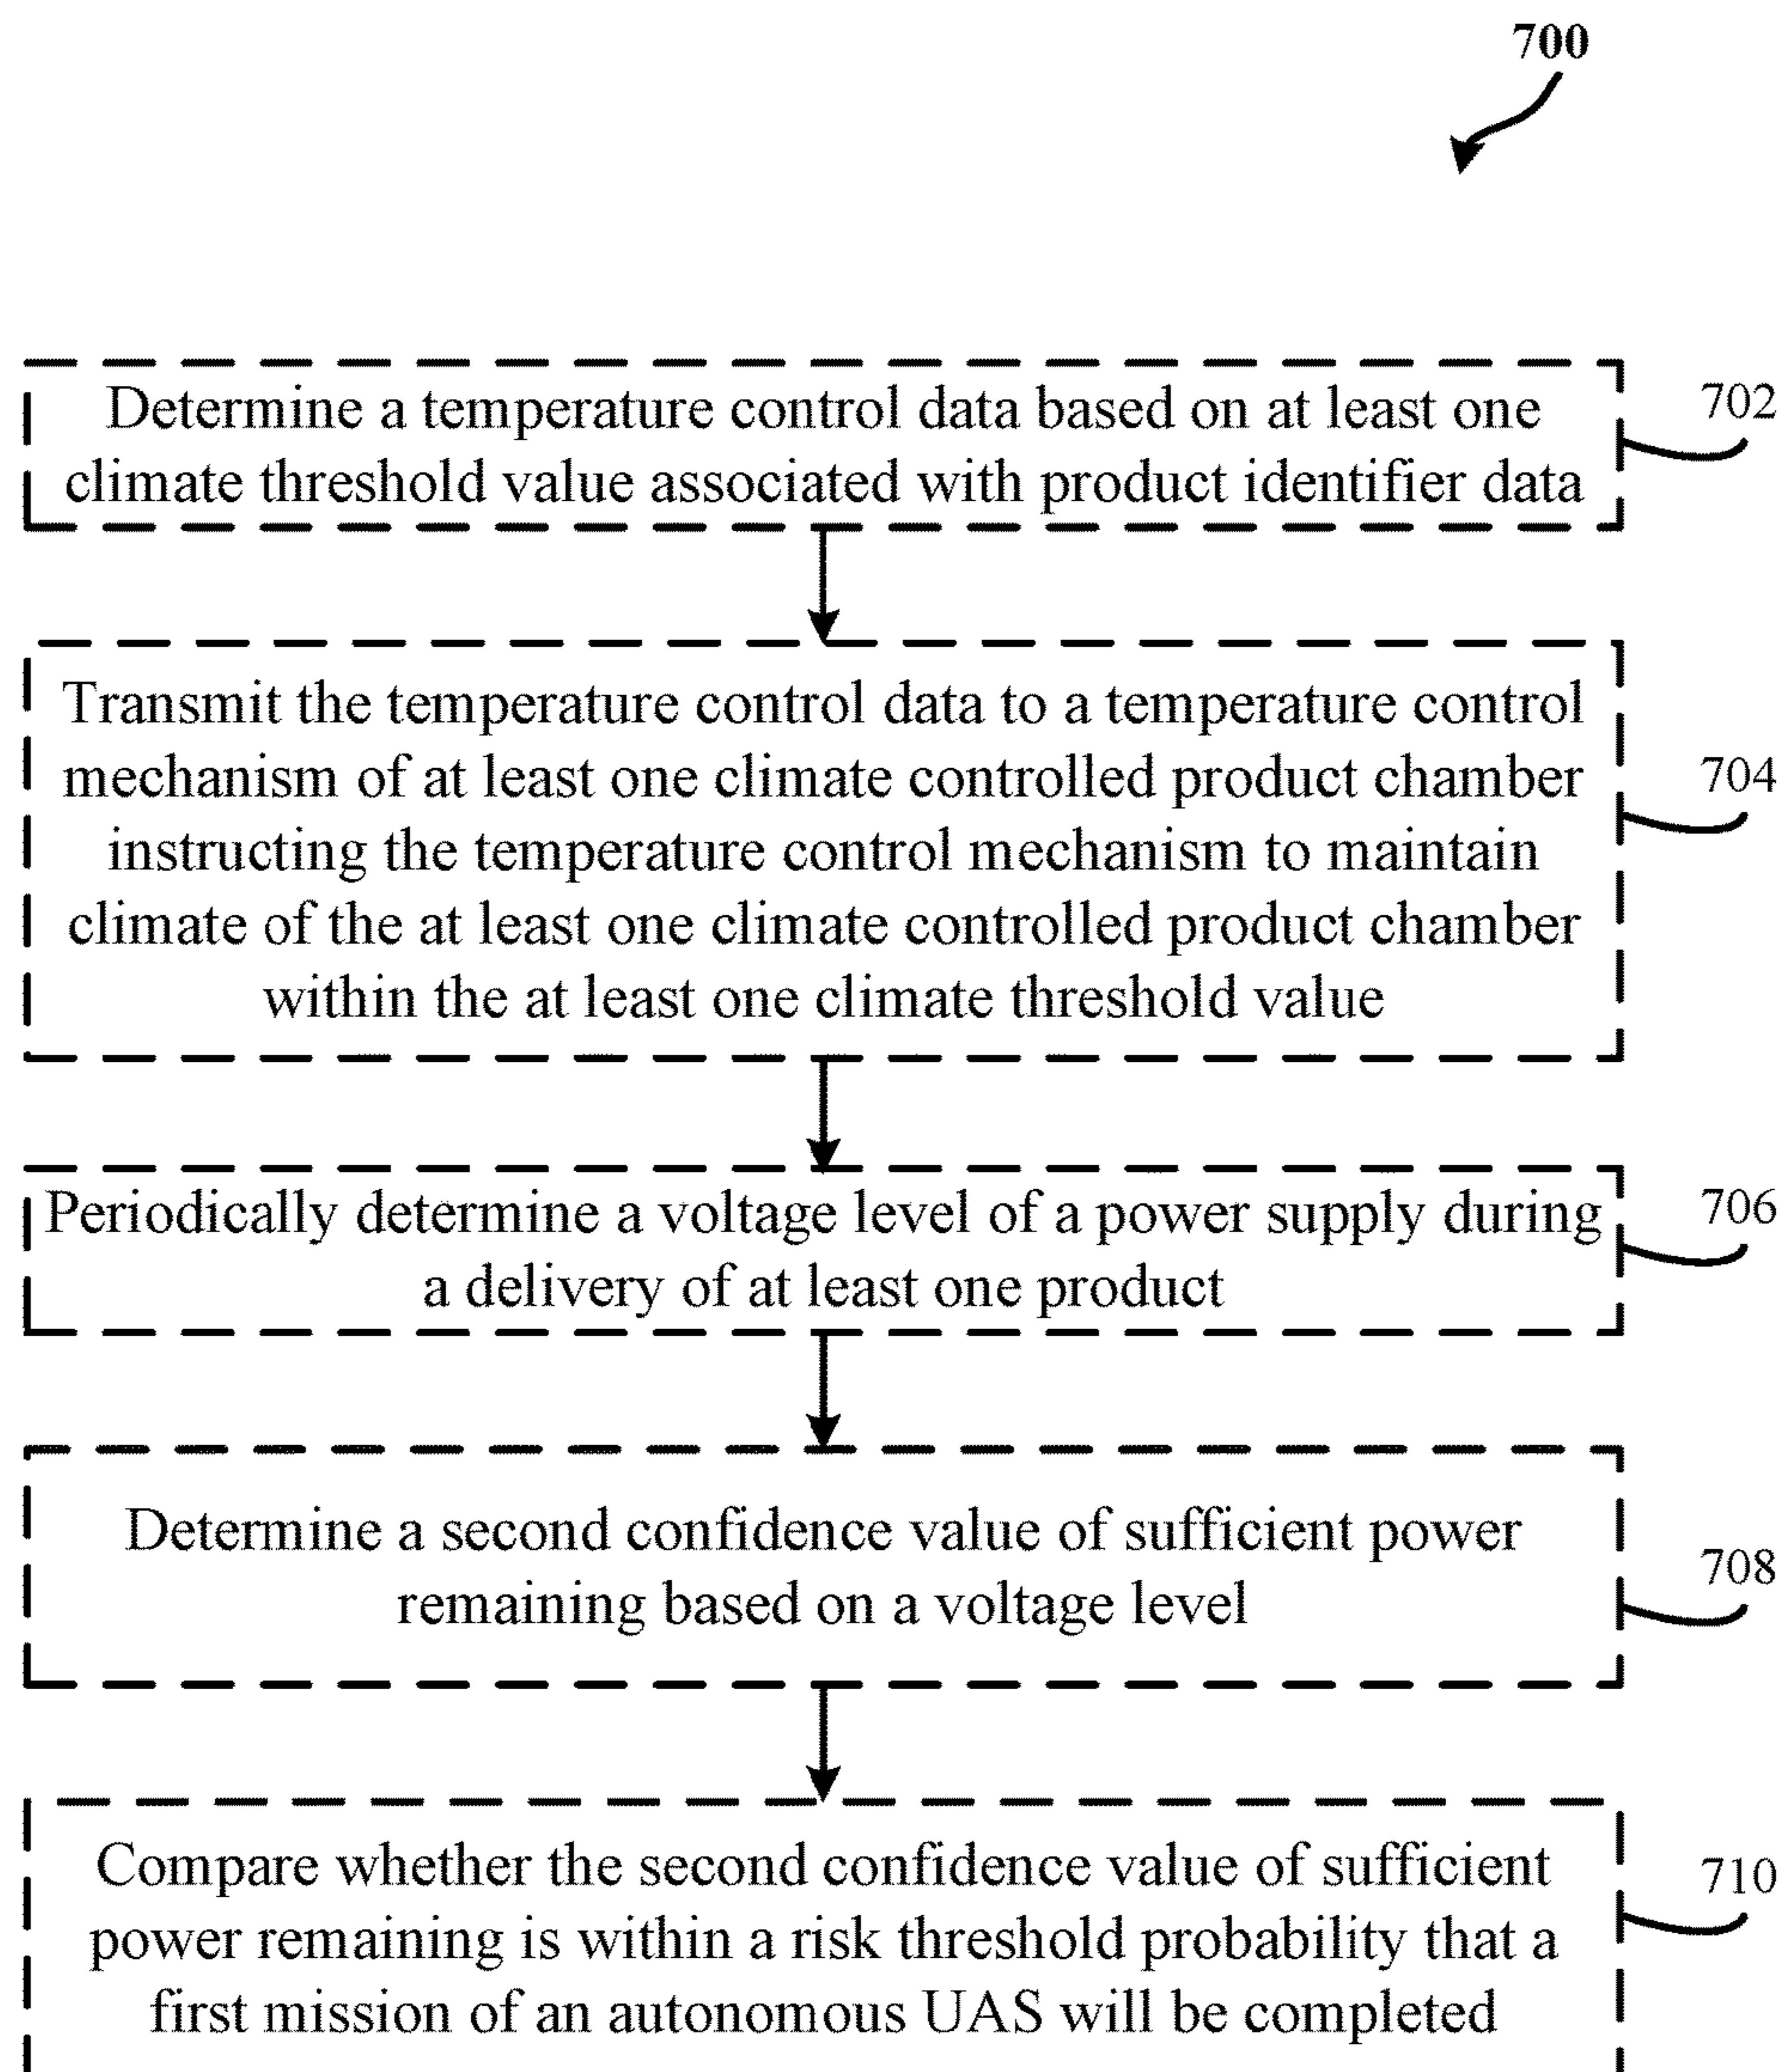 700
Determine a temperature control data based on at least one
climate threshold value associated with product identifier data
702
Transmit the temperature control data to a temperature control
mechanism of at least one climate controlled product chamber
instructing the temperature control mechanism to maintain
climate of the at least one climate controlled product chamber
within the at least one climate threshold value
704
Periodically determine a voltage level of a power supply during
a delivery of at least one product
706
Determine a second confidence value of sufficient power
remaining based on a voltage level
708
Compare whether the second confidence value of sufficient
power remaining is within a risk threshold probability that a
first mission of an autonomous UAS will be completed
710